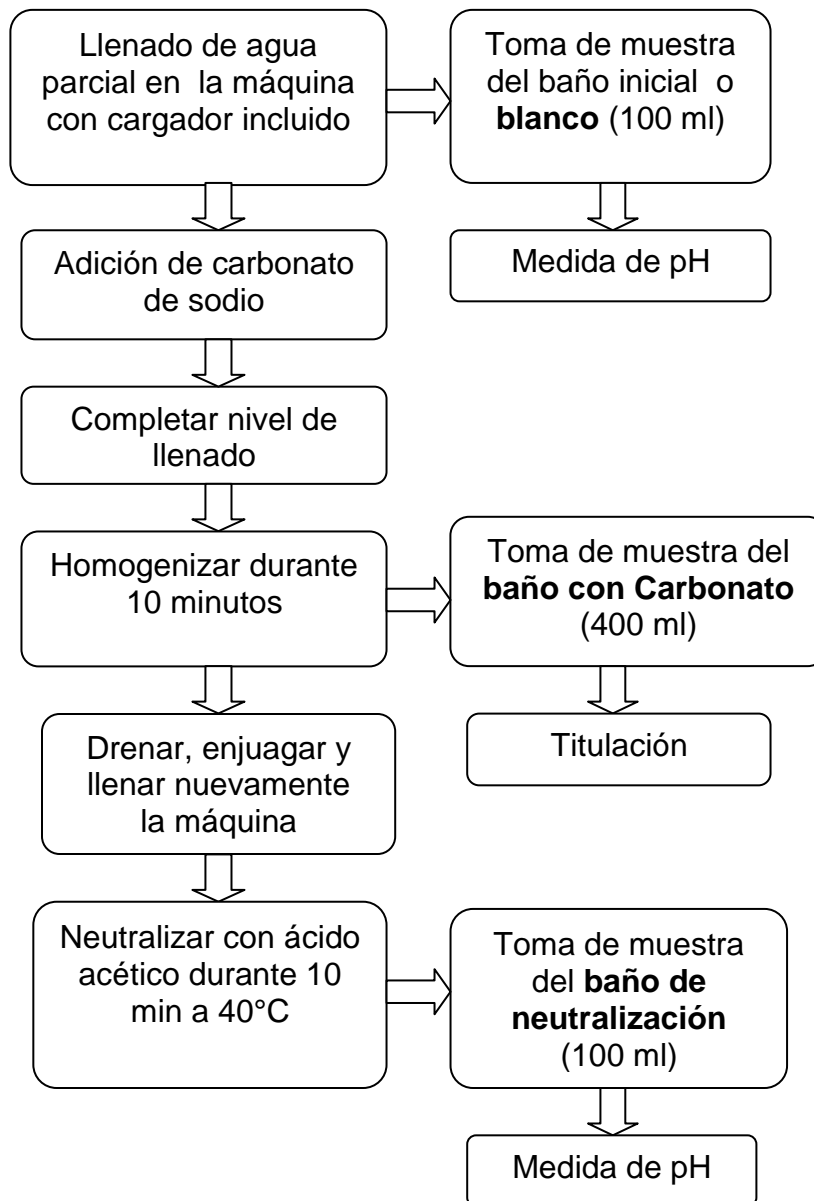 Llenado de agua
parcial en la máquina
con cargador incluido
Toma de muestra
del baño inicial o
blanco (100 ml)
Medida de pH
Adición de carbonato
de sodio
Completar nivel de
llenado
Homogenizar durante
10 minutos
Toma de muestra del
baño con Carbonato
(400 ml)
Titulación
Drenar, enjuagar y
llenar nuevamente
la máquina
Neutralizar con ácido
acético durante 10
min a 40°C
Toma de muestra
del baño de
neutralización
(100 ml)
Medida de pH